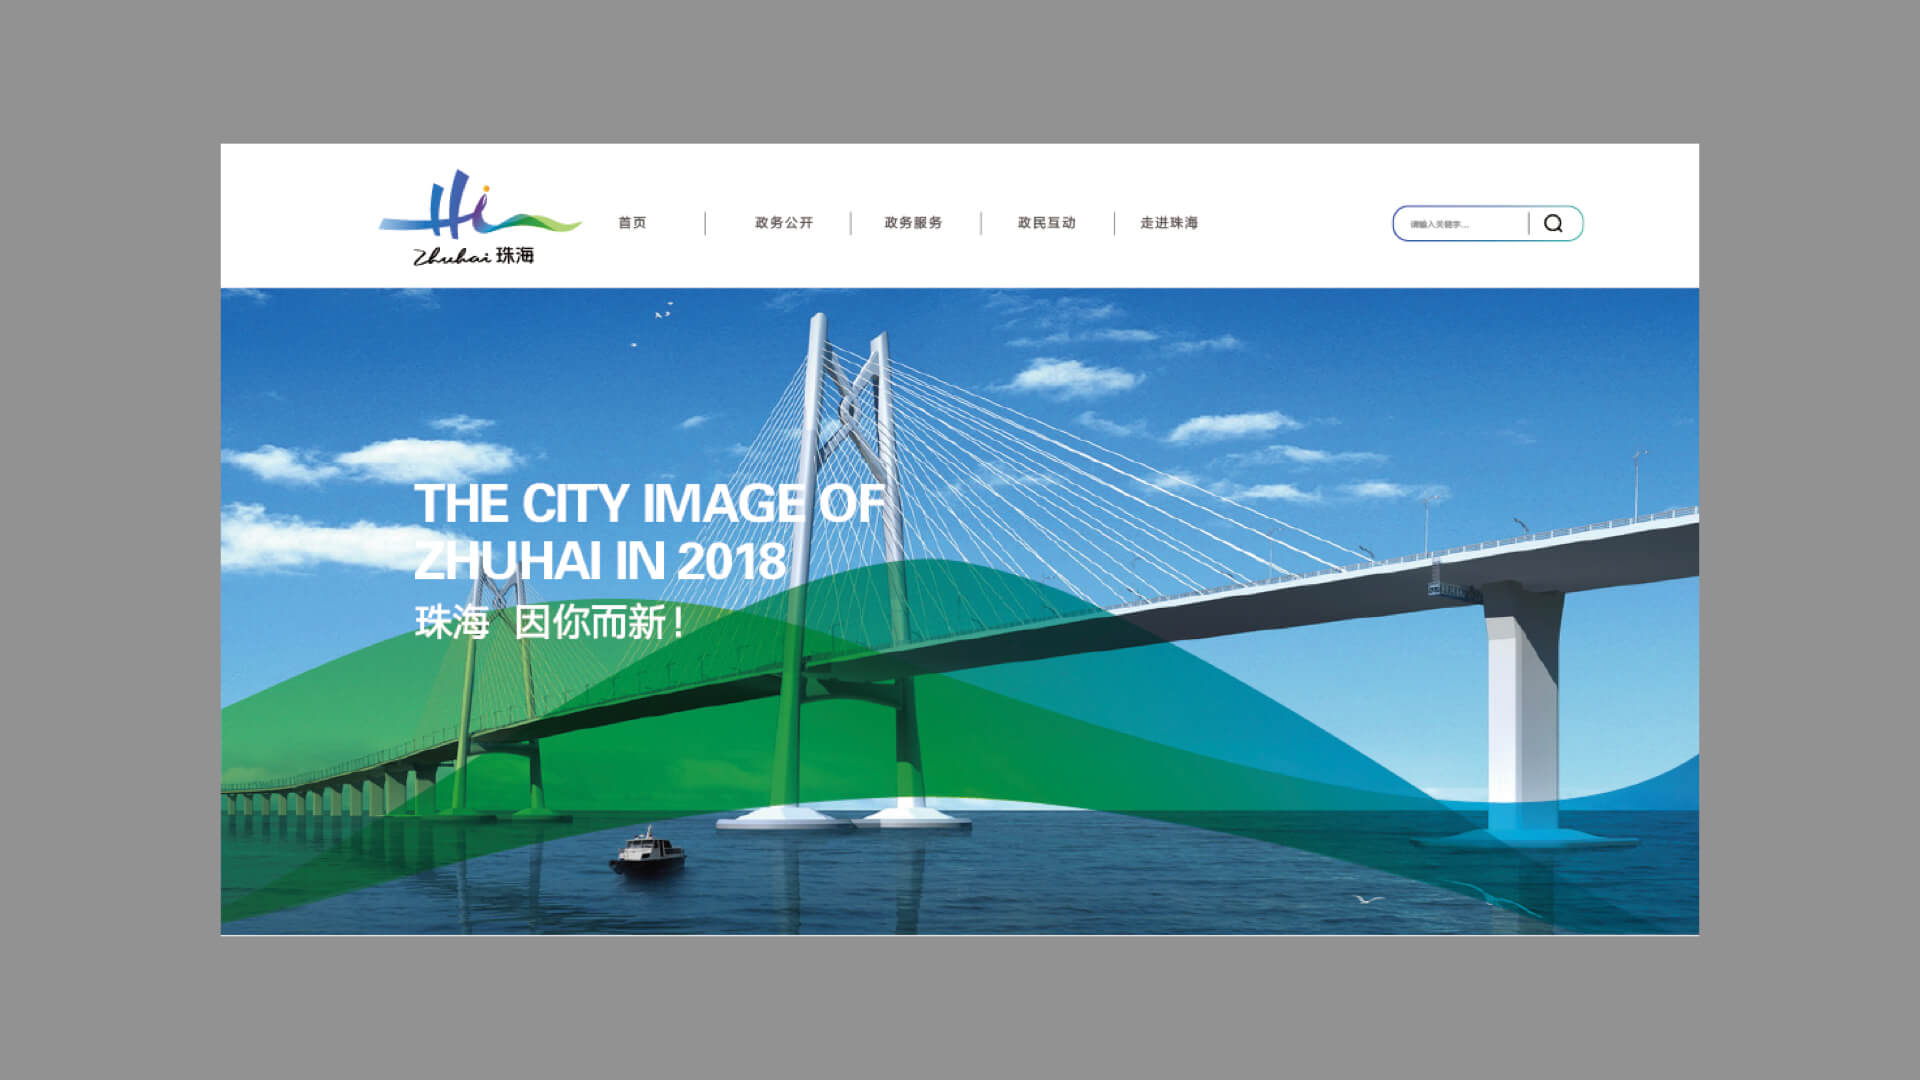 Hi
Zhuhai 珠海
首页
政务公开
政务服务
政民互动
走进珠海
请输入关键字...
THE CITY IMAGE OF
ZHUHAI IN 2018
珠海 因你而新！